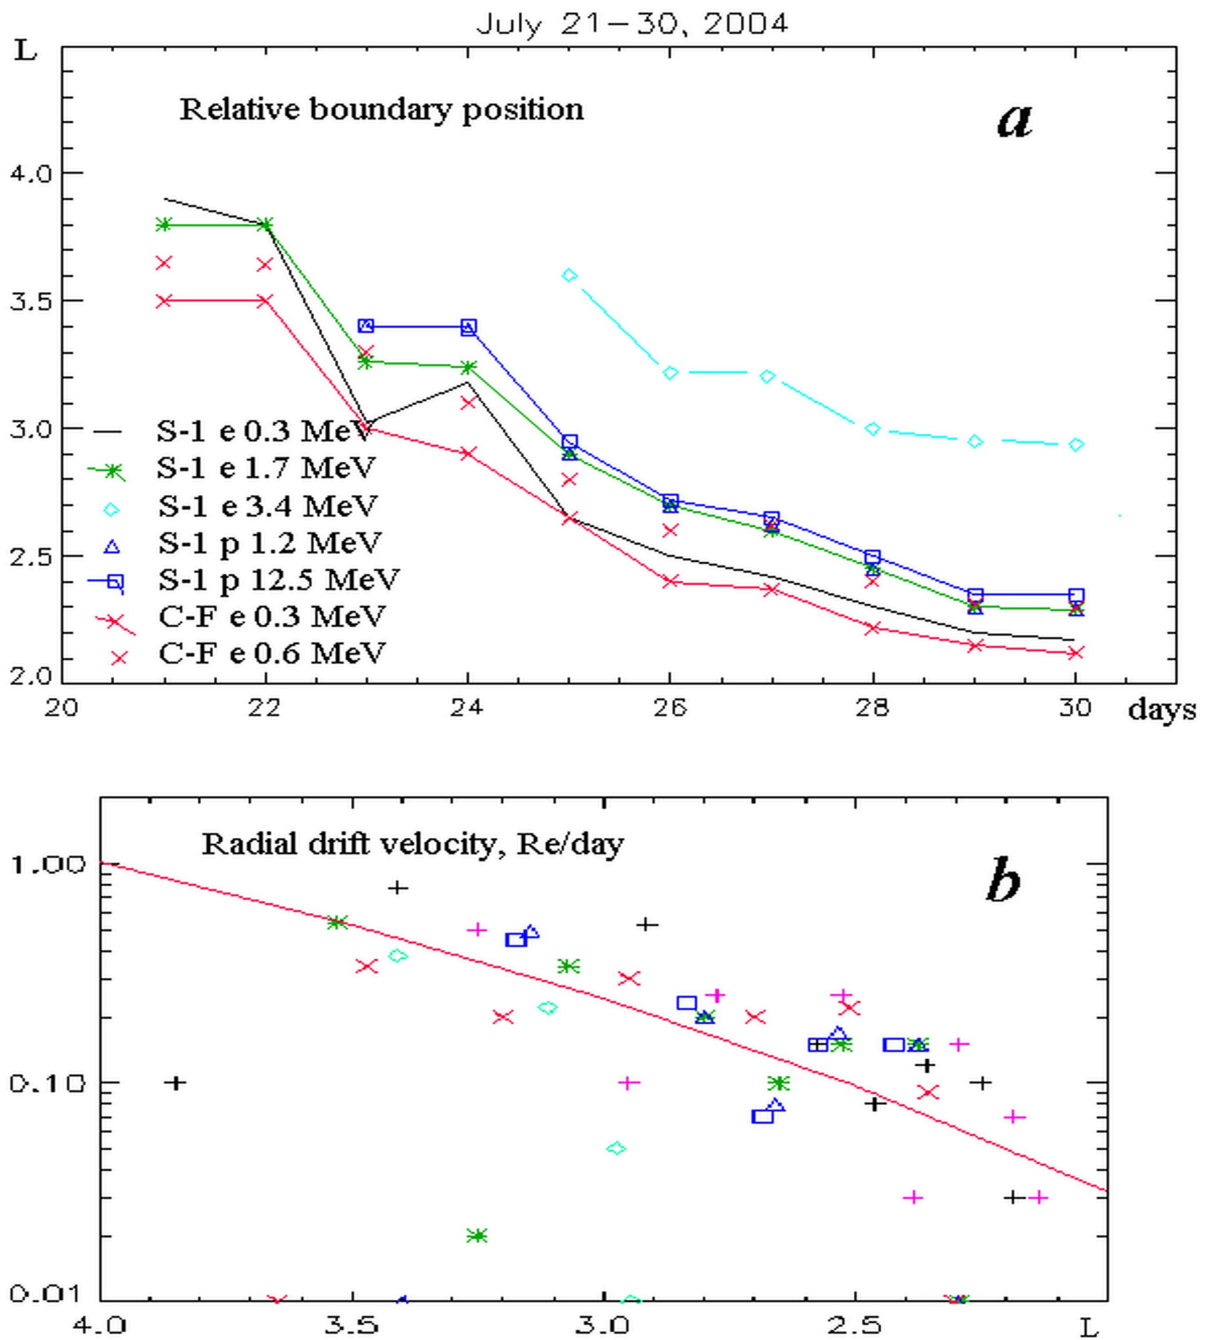 July 21–30, 2004
L
Relative boundary position
a
4.0
3.5
3.0
2.5
2.0
S-1 e 0.3 MeV
S-1 e 1.7 MeV
S-1 e 3.4 MeV
S-1 p 1.2 MeV
S-1 p 12.5 MeV
C-F e 0.3 MeV
C-F e 0.6 MeV
20 22 24 26 28 30 days
Radial drift velocity, Re/day
b
1.00
0.10
0.01
4.0 3.5 3.0 2.5 L